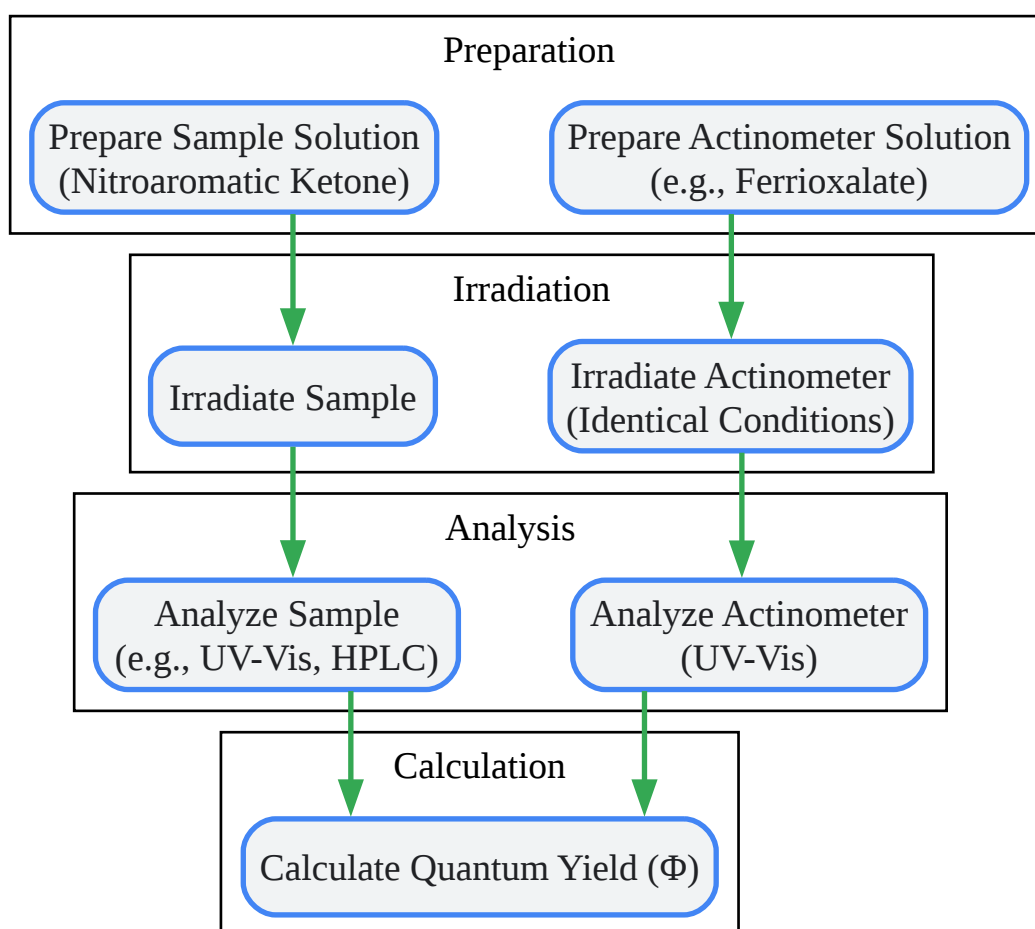 Preparation
Prepare Sample Solution
(Nitroaromatic Ketone)
Prepare Actinometer Solution
(e.g., Ferrioxalate)
Irradiation
Irradiate Sample
Irradiate Actinometer
(Identical Conditions)
Analysis
Analyze Sample
(e.g., UV-Vis, HPLC)
Analyze Actinometer
(UV-Vis)
Calculation
Calculate Quantum Yield (Φ)